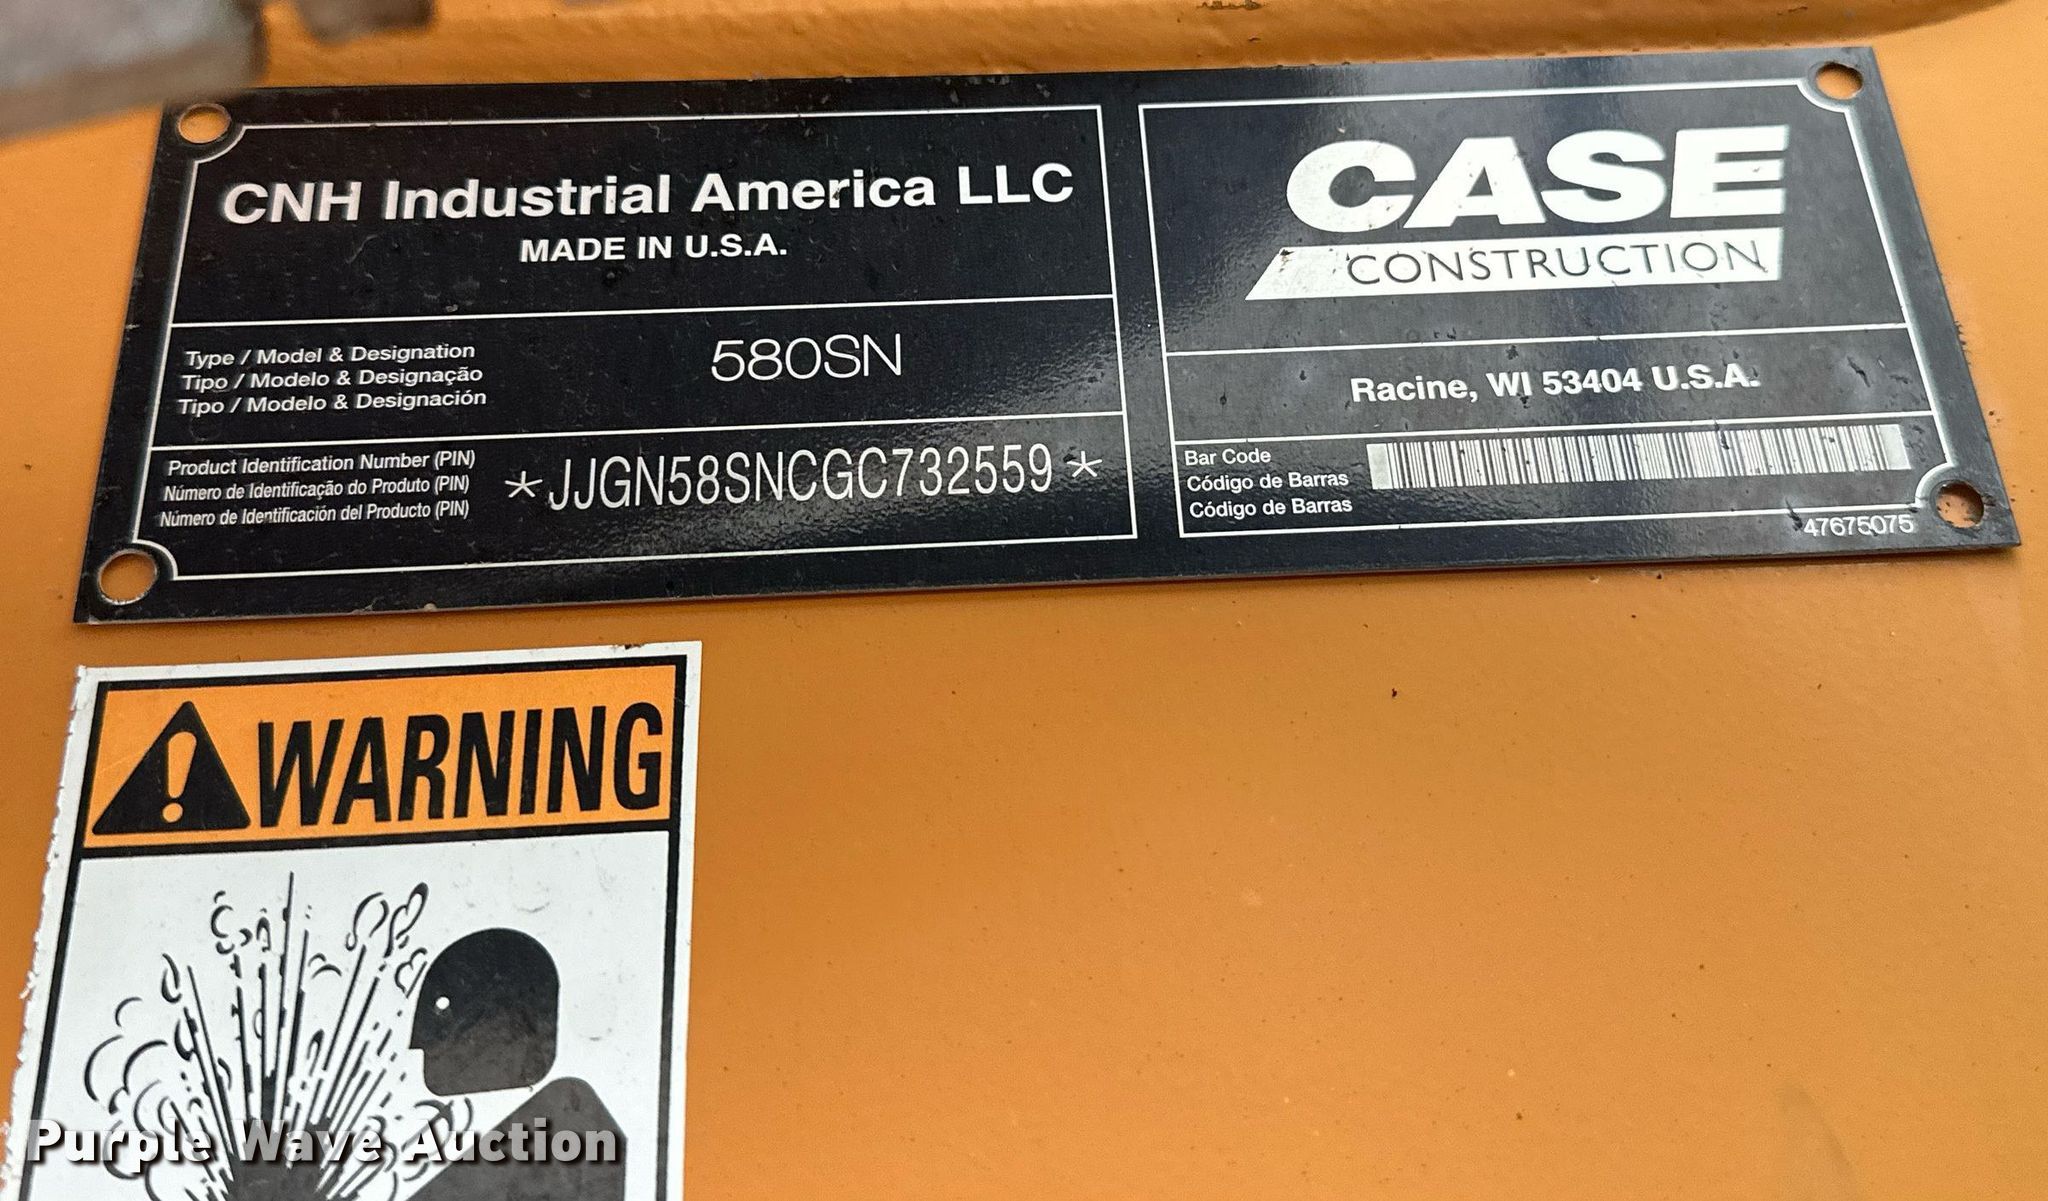 CNH Industrial America LLC
MADE IN U.S.A.
Type / Model & Designation
Tipo / Modelo & Designação
Tipo / Modelo & Designación
580SN
Product Identification Number (PIN)
Número de Identificação do Produto (PIN)
Número de Identificación del Producto (PIN)
*JJGN58SNCGC732559*
CASE
CONSTRUCTION
Racine, WI 53404 U.S.A.
Bar Code
Código de Barras
Código de Barras
47675075
WARNING
Purple Wave Auction